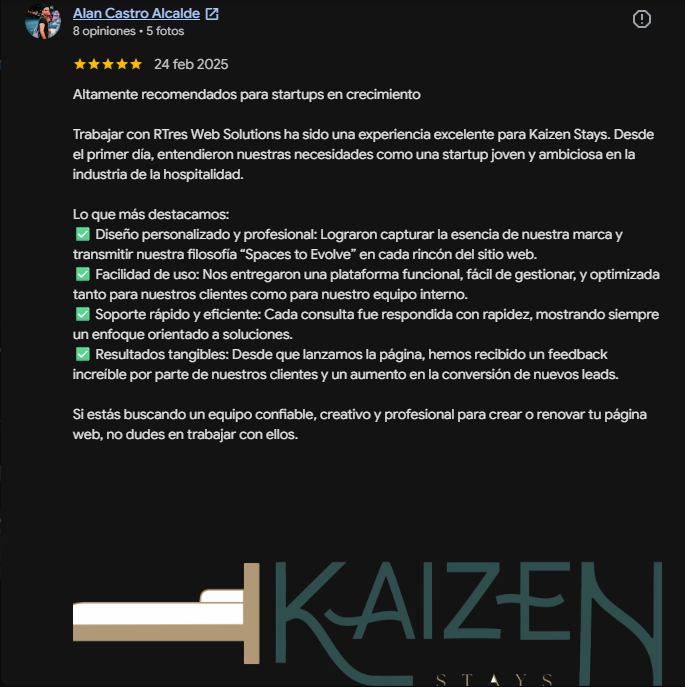 Alan Castro Alcalde
8 opiniones • 5 fotos
24 feb 2025
Altamente recomendados para startups en crecimiento
Trabajar con RTres Web Solutions ha sido una experiencia excelente para Kaizen Stays. Desde
el primer día, entendieron nuestras necesidades como una startup joven y ambiciosa en la
industria de la hospitalidad.
Lo que más destacamos:
✅ Diseño personalizado y profesional: Lograron capturar la esencia de nuestra marca y
transmitir nuestra filosofía “Spaces to Evolve” en cada rincón del sitio web.
✅ Facilidad de uso: Nos entregaron una plataforma funcional, fácil de gestionar, y optimizada
tanto para nuestros clientes como para nuestro equipo interno.
✅ Soporte rápido y eficiente: Cada consulta fue respondida con rapidez, mostrando siempre
un enfoque orientado a soluciones.
✅ Resultados tangibles: Desde que lanzamos la página, hemos recibido un feedback
increíble por parte de nuestros clientes y un aumento en la conversión de nuevos leads.
Si estás buscando un equipo confiable, creativo y profesional para crear o renovar tu página
web, no dudes en trabajar con ellos.
KAIZEN
STAYS